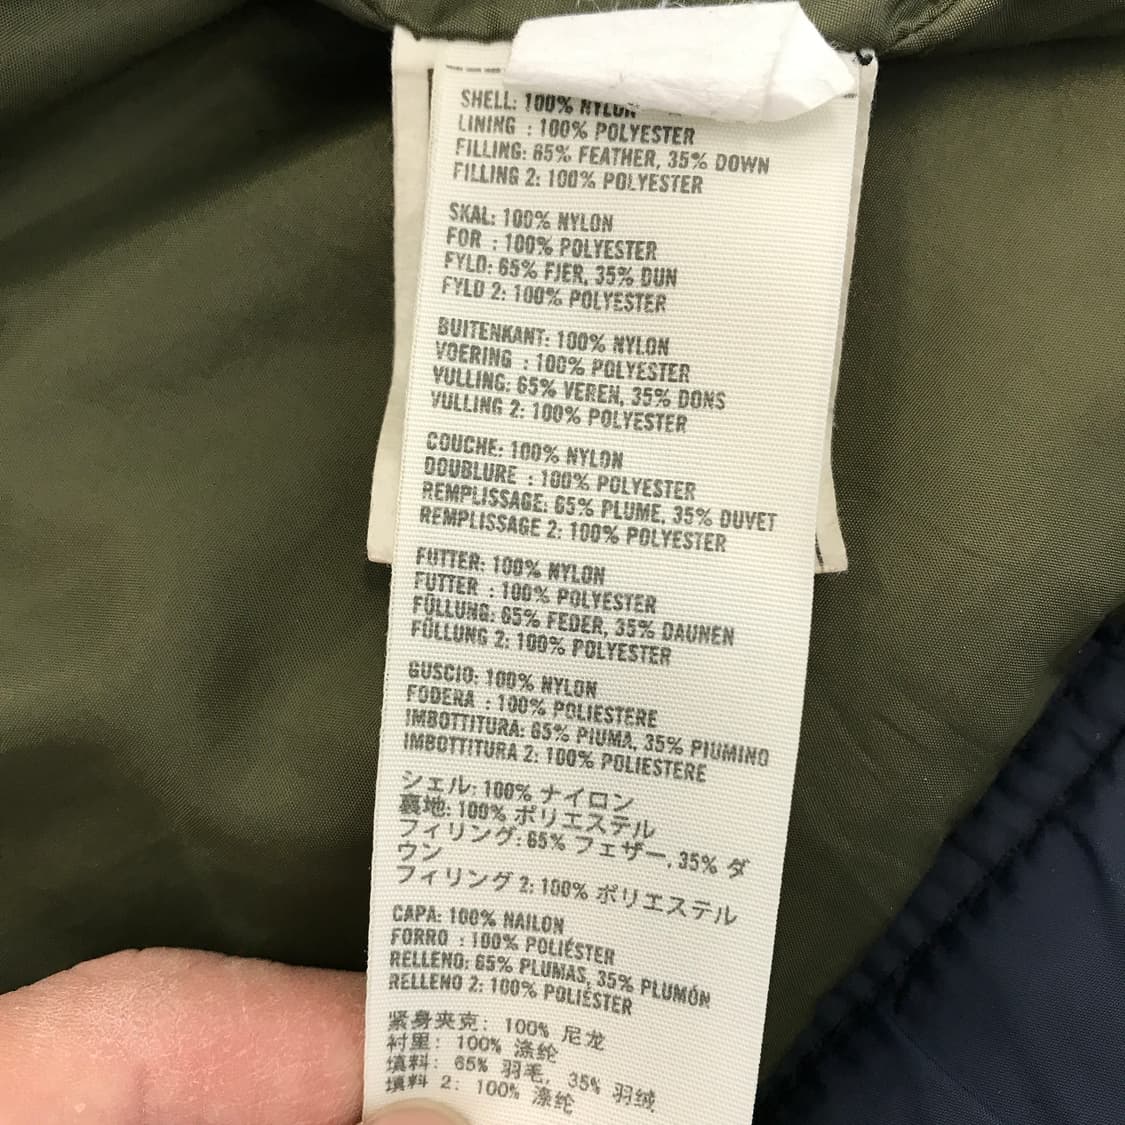 SHELL: 100% NYLON
LINING : 100% POLYESTER
FILLING: 65% FEATHER, 35% DOWN
FILLING 2: 100% POLYESTER
SKAL: 100% NYLON
FOR : 100% POLYESTER
FYLD: 65% FJER, 35% DUN
FYLD 2: 100% POLYESTER
BUITENKANT: 100% NYLON
VOERING : 100% POLYESTER
VULLING: 65% VEREN, 35% DONS
VULLING 2: 100% POLYESTER
COUCHE: 100% NYLON
DOUBLURE : 100% POLYESTER
REMPLISSAGE: 65% PLUME, 35% DUVET
REMPLISSAGE 2: 100% POLYESTER
FUTTER: 100% NYLON
FUTTER : 100% POLYESTER
FÜLLUNG: 65% FEDER, 35% DAUNEN
FÜLLUNG 2: 100% POLYESTER
GUSCIO: 100% NYLON
FODERA : 100% POLIESTERE
IMBOTTITURA: 65% PIUMA, 35% PIUMINO
IMBOTTITURA 2: 100% POLIESTERE
シェル: 100% ナイロン
裏地: 100% ポリエステル
フィリング: 65% フェザー, 35% ダ
ウン
フィリング 2: 100% ポリエステル
CAPA: 100% NAILON
FORRO : 100% POLIÉSTER
RELLENO: 65% PLUMAS, 35% PLUMÓN
RELLENO 2: 100% POLIÉSTER
紧身夹克: 100% 尼龙
衬里: 100% 涤纶
填料: 65% 羽毛, 35% 羽绒
填料 2: 100% 涤纶